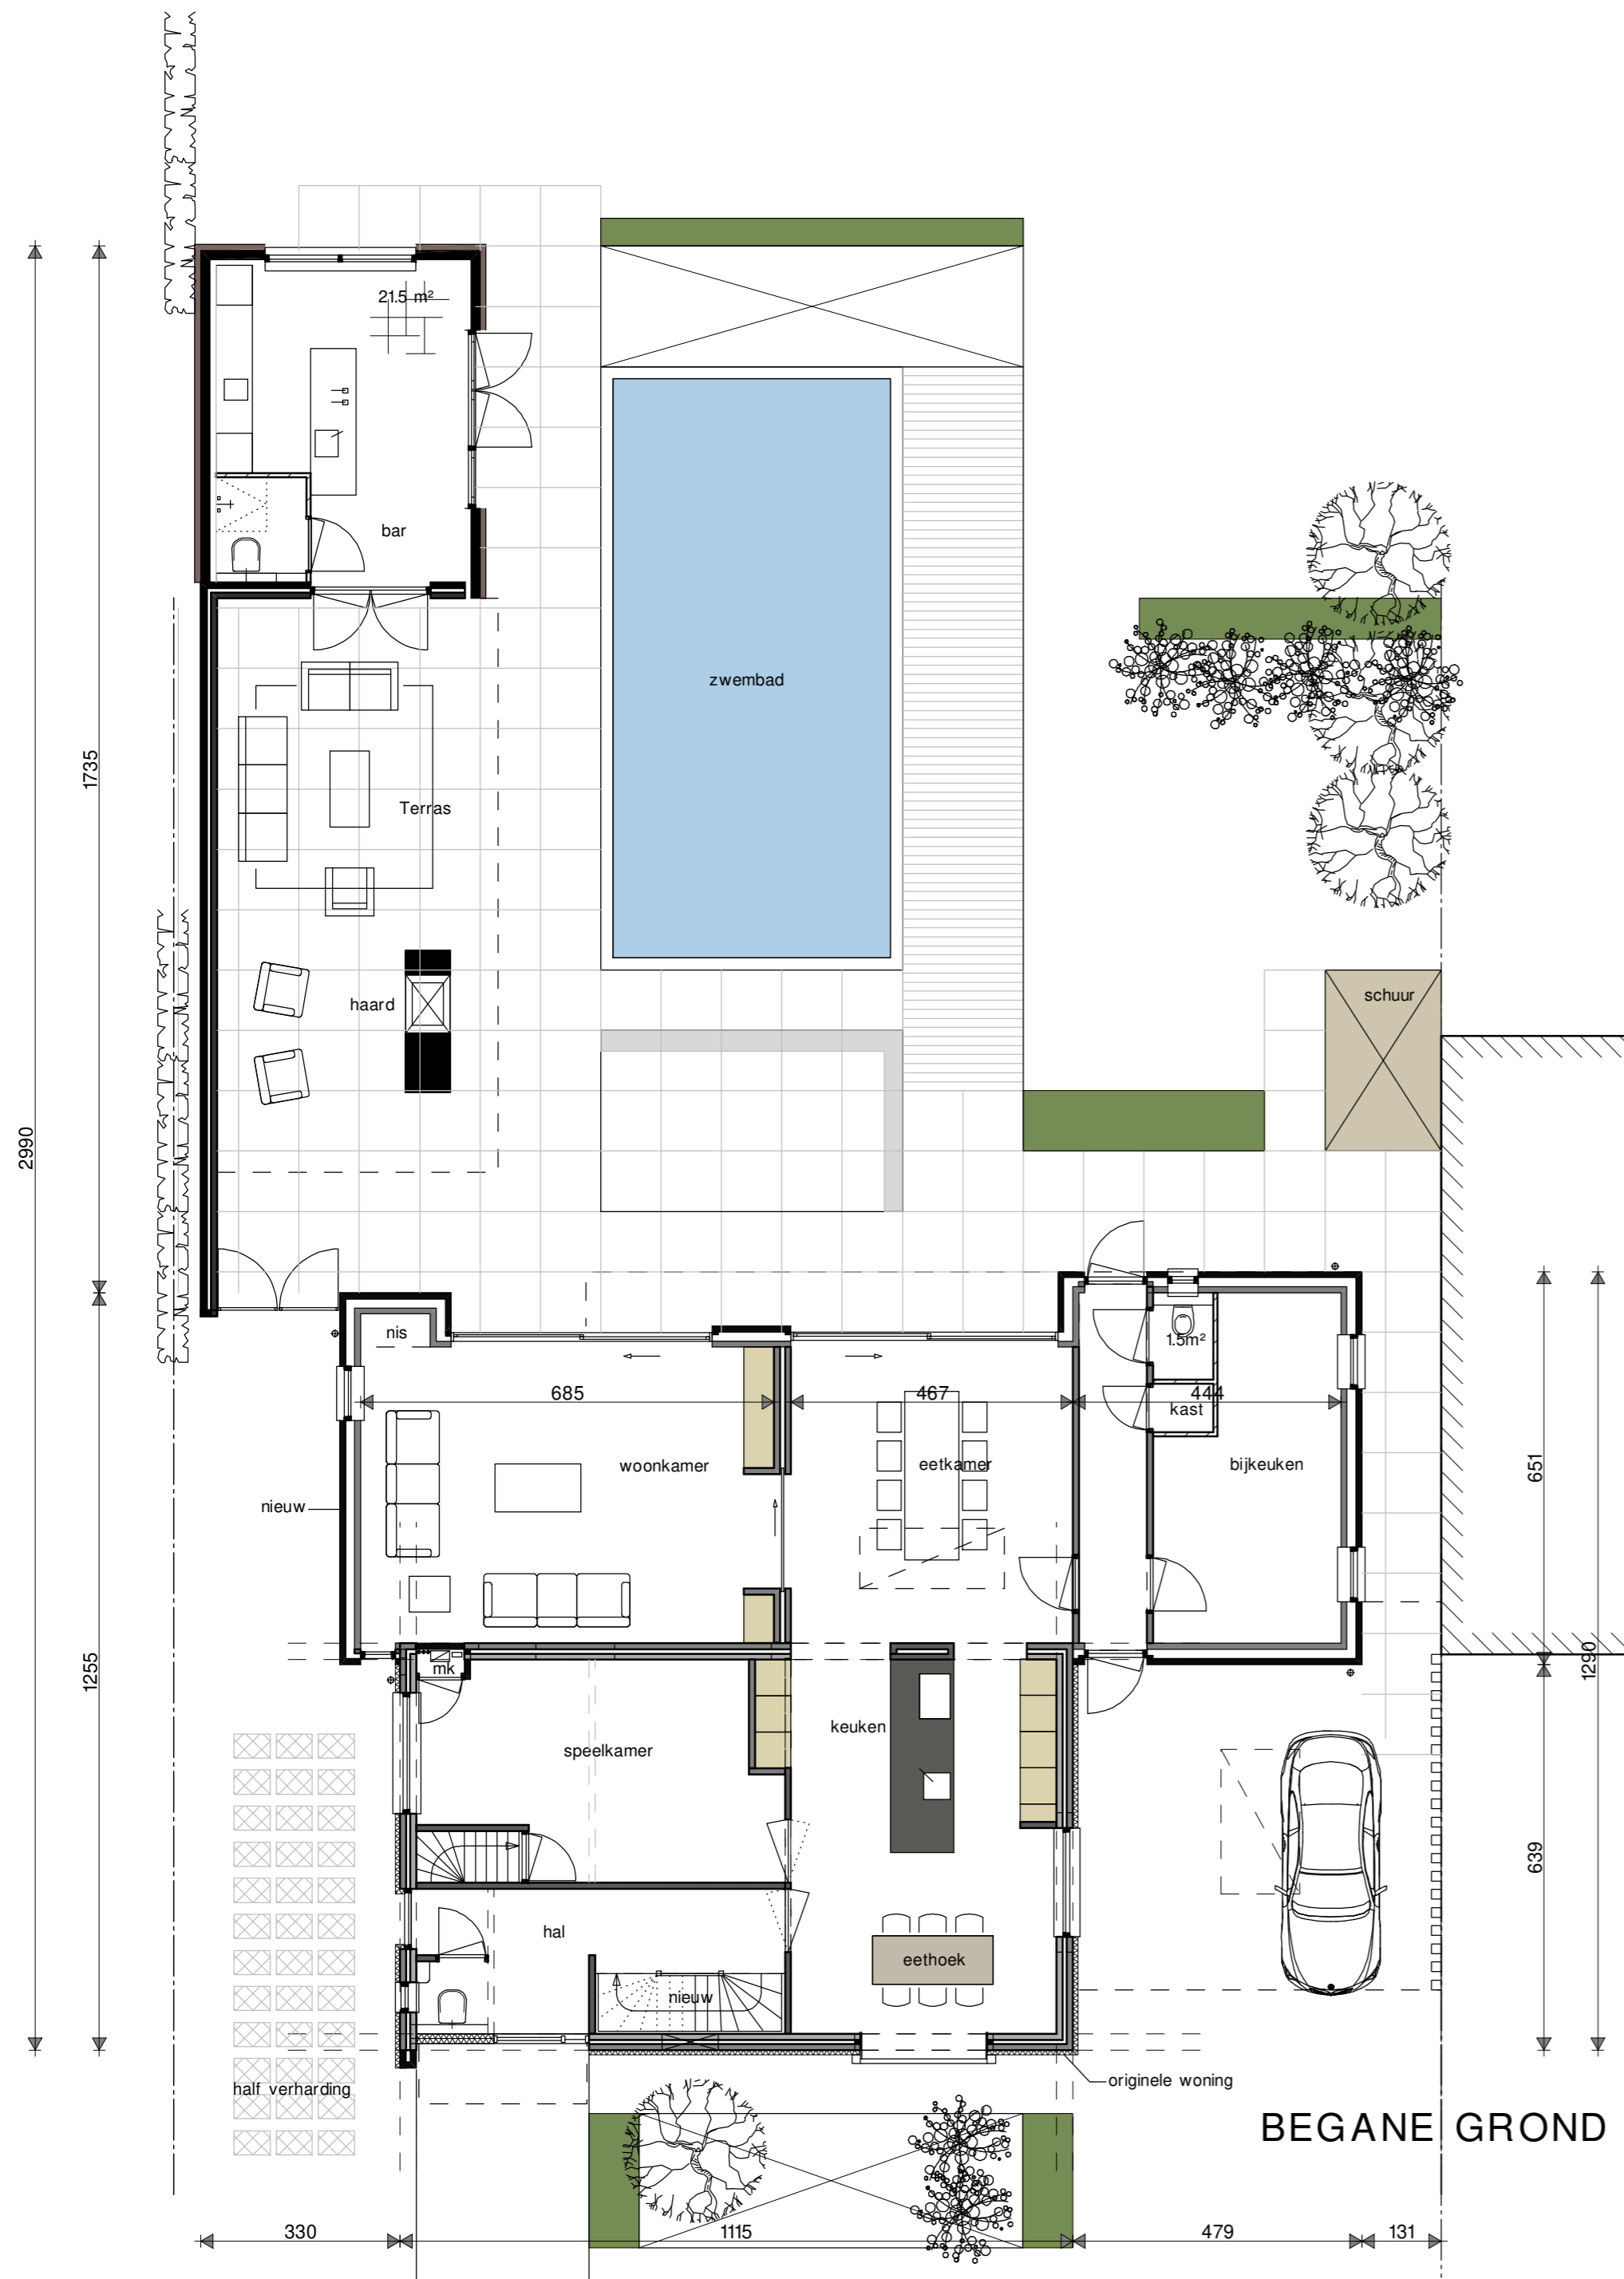 21.5 m²
bar
zwembad
1735
Terras
haard
schuur
2990
nis
1.5m²
685
467
444
kast
woonkamer
eetkamer
bijkeuken
651
nieuw
1255
1290
mk
keuken
speelkamer
639
hal
eethoek
nieuw
half verharding
originele woning
BEGANE GROND
330
1115
479
131